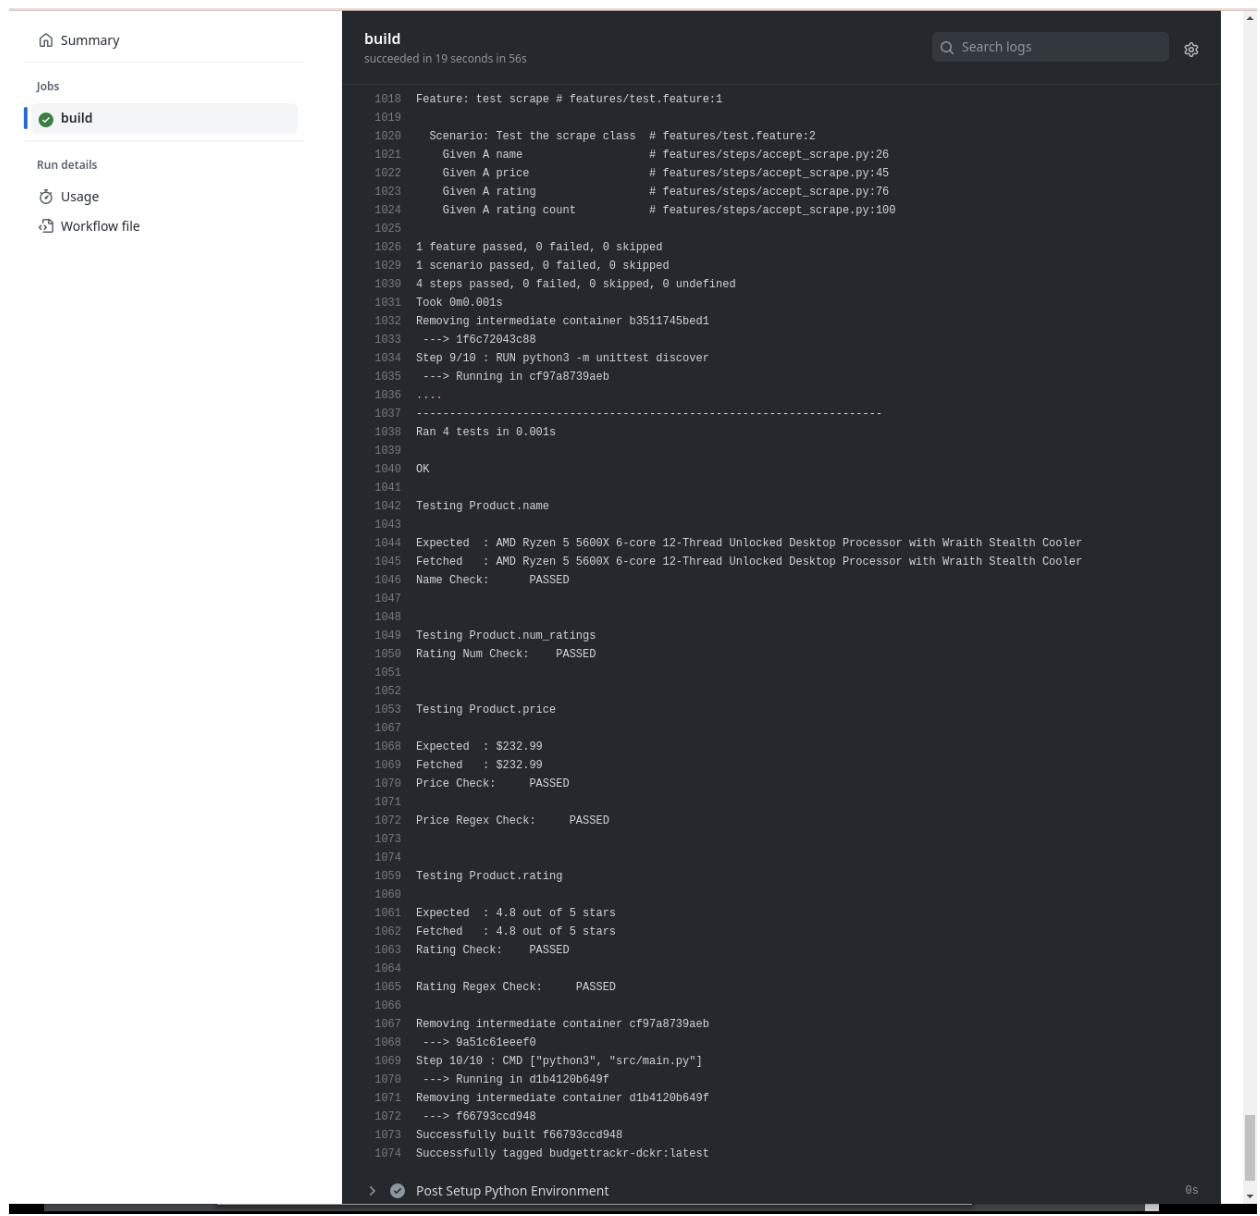 Summary
Jobs
build
Run details
Usage
Workflow file
build
succeeded in 19 seconds in 56s
Search logs
1018 Feature: test scrape # features/test.feature:1
1019
1020 Scenario: Test the scrape class # features/test.feature:2
1021 Given A name # features/steps/accept_scrape.py:26
1022 Given A price # features/steps/accept_scrape.py:45
1023 Given A rating # features/steps/accept_scrape.py:76
1024 Given A rating count # features/steps/accept_scrape.py:100
1025
1026 1 feature passed, 0 failed, 0 skipped
1029 1 scenario passed, 0 failed, 0 skipped
1030 4 steps passed, 0 failed, 0 skipped, 0 undefined
1031 Took 0m0.001s
1032 Removing intermediate container b3511745bed1
1033 ---> 1f6c72043c88
1034 Step 9/10 : RUN python3 -m unittest discover
1035 ---> Running in cf97a8739aeb
1036 ....
1037 ----------------------------------------------------------------------
1038 Ran 4 tests in 0.001s
1039
1040 OK
1041
1042 Testing Product.name
1043
1044 Expected : AMD Ryzen 5 5600X 6-core 12-Thread Unlocked Desktop Processor with Wraith Stealth Cooler
1045 Fetched : AMD Ryzen 5 5600X 6-core 12-Thread Unlocked Desktop Processor with Wraith Stealth Cooler
1046 Name Check: PASSED
1047
1048
1049 Testing Product.num_ratings
1050 Rating Num Check: PASSED
1051
1052
1053 Testing Product.price
1067
1068 Expected : $232.99
1069 Fetched : $232.99
1070 Price Check: PASSED
1071
1072 Price Regex Check: PASSED
1073
1074
1059 Testing Product.rating
1060
1061 Expected : 4.8 out of 5 stars
1062 Fetched : 4.8 out of 5 stars
1063 Rating Check: PASSED
1064
1065 Rating Regex Check: PASSED
1066
1067 Removing intermediate container cf97a8739aeb
1068 ---> 9a51c61eeef0
1069 Step 10/10 : CMD ["python3", "src/main.py"]
1070 ---> Running in d1b4120b649f
1071 Removing intermediate container d1b4120b649f
1072 ---> f66793ccd948
1073 Successfully built f66793ccd948
1074 Successfully tagged budgettrackr-dckr:latest
Post Setup Python Environment 0s